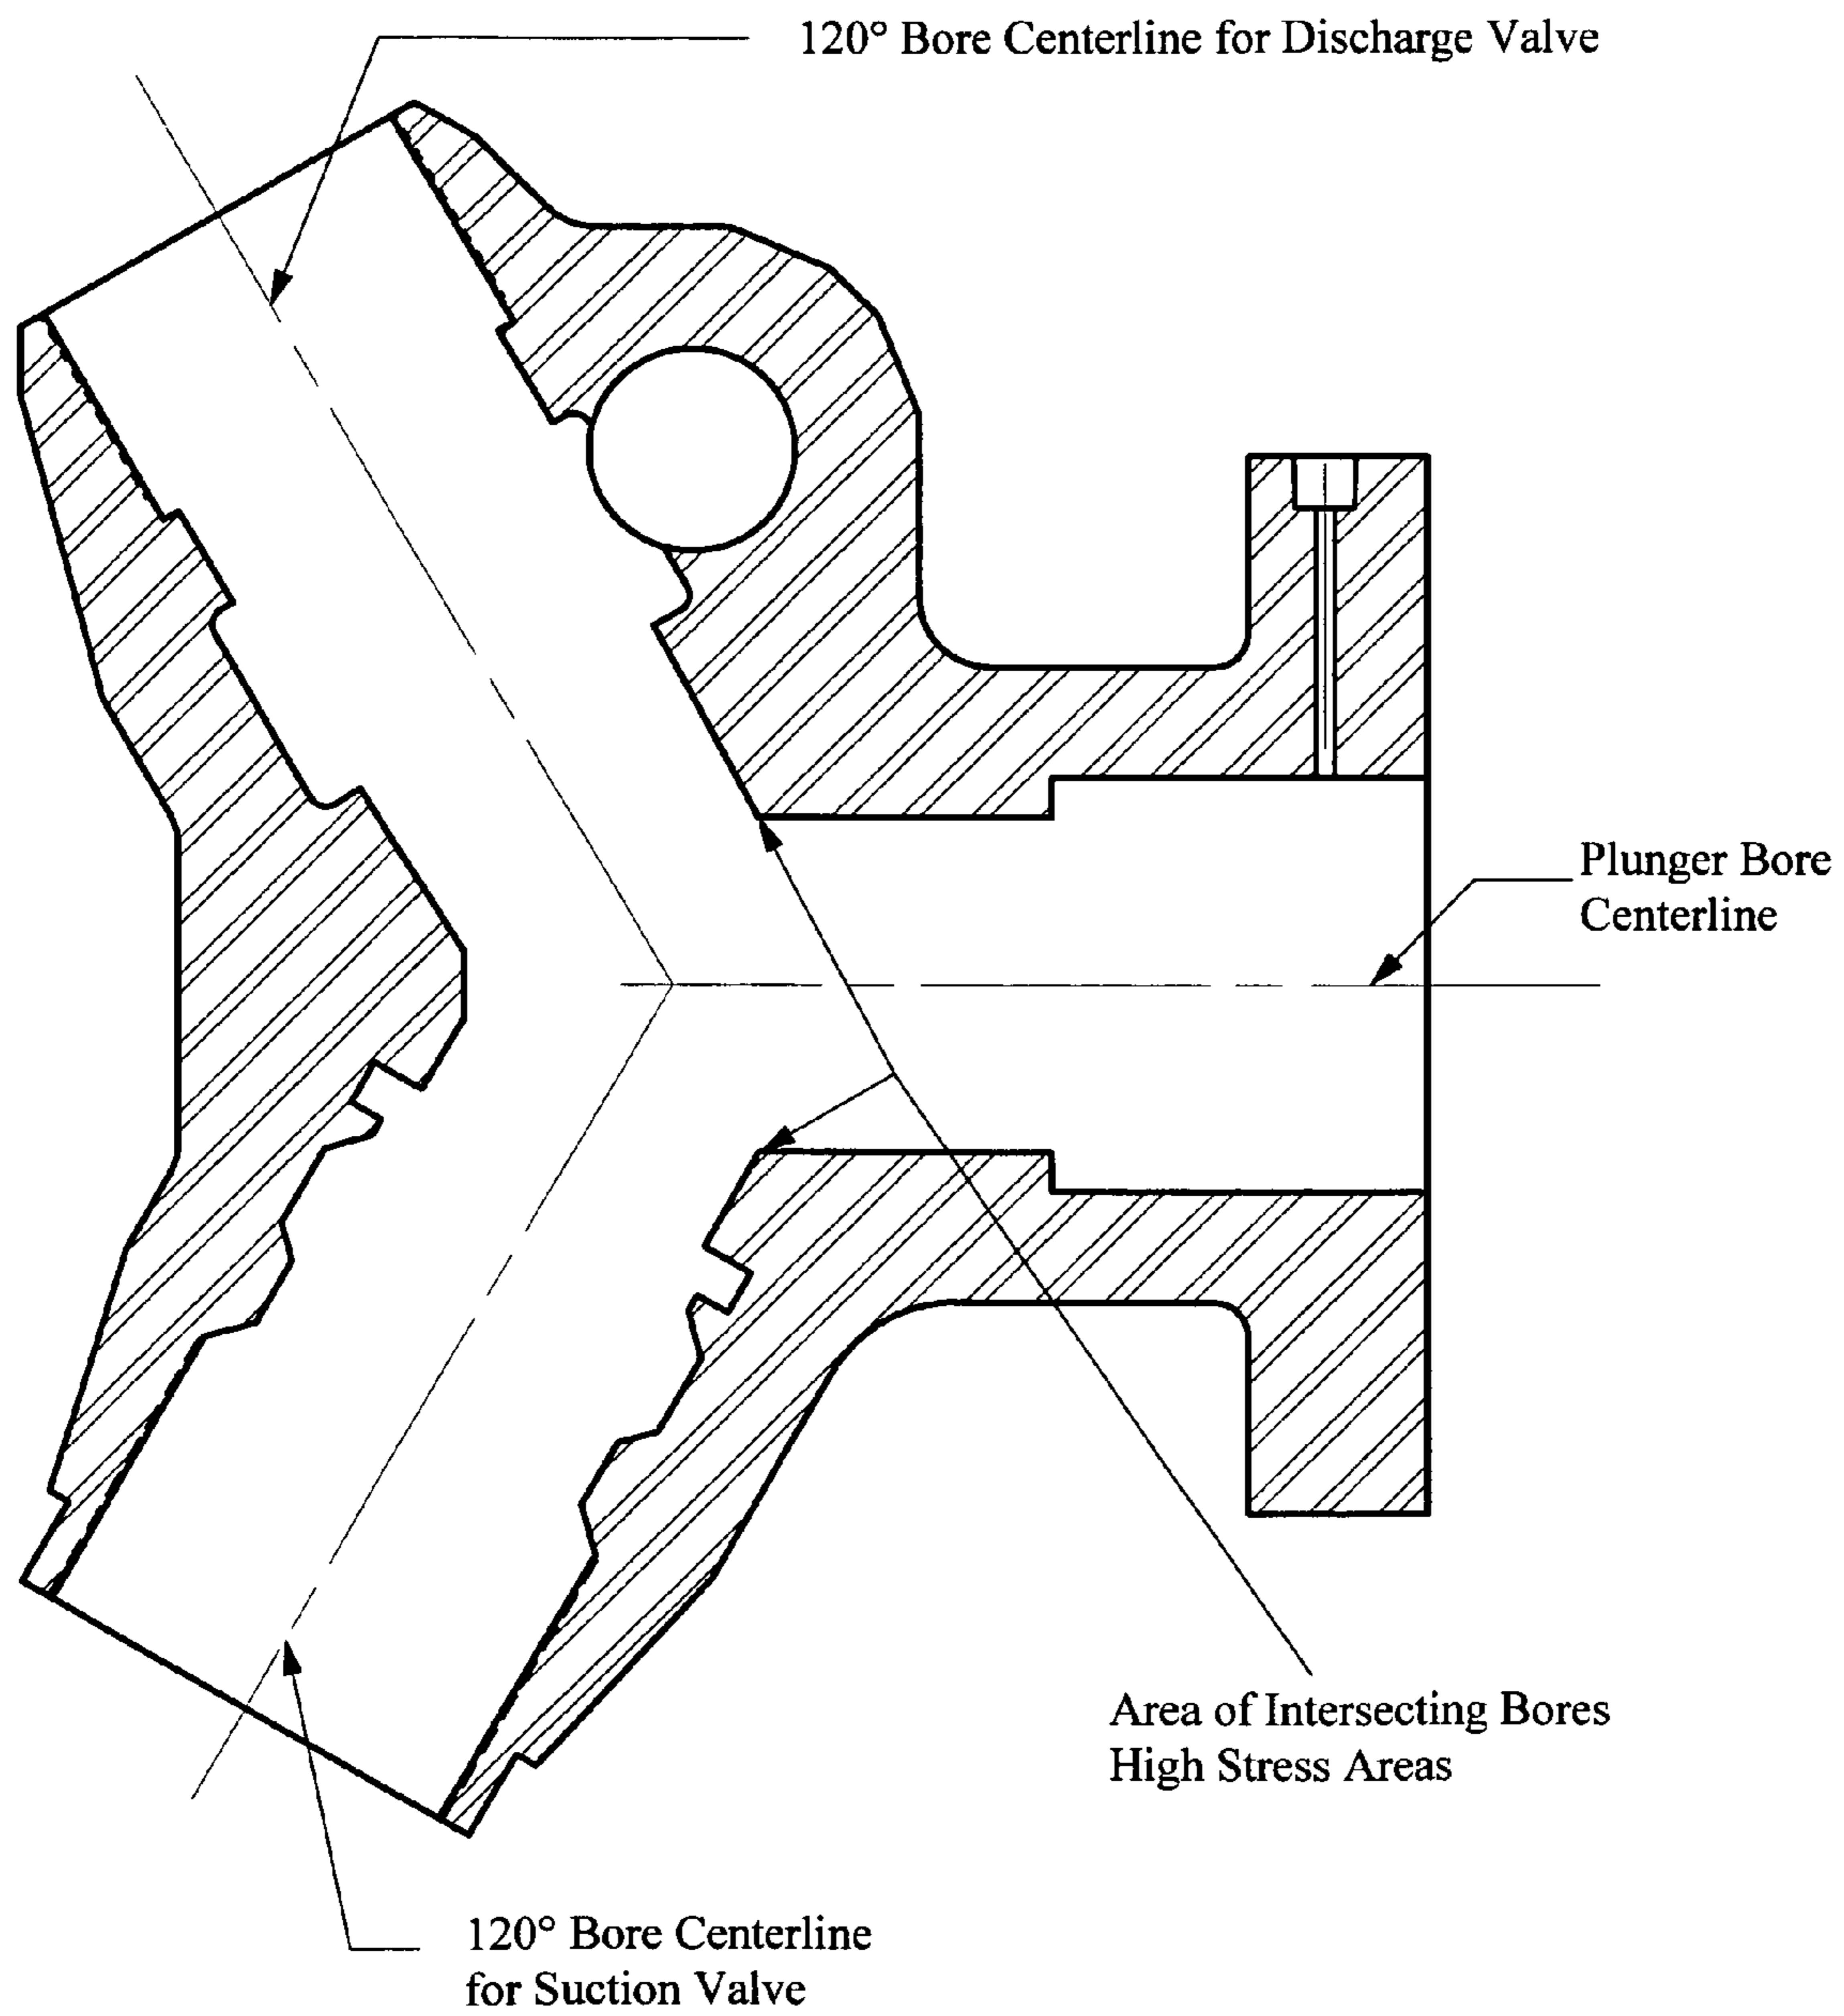 120° Bore Centerline for Discharge Valve
Plunger Bore
Centerline
Area of Intersecting Bores
High Stress Areas
120° Bore Centerline
for Suction Valve